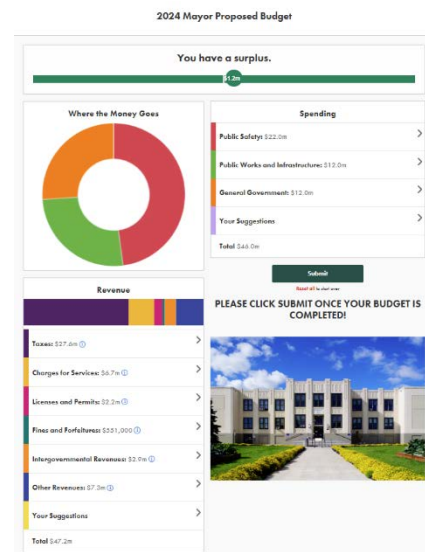 2024 Mayor Proposed Budget
You have a surplus.
$1.2m
Where the Money Goes
Spending
Public Safety: $22.0m
Public Works and Infrastructure: $12.0m
General Government: $12.0m
Your Suggestions
Total $46.0m
Submit
Reset all to start over
PLEASE CLICK SUBMIT ONCE YOUR BUDGET IS
COMPLETED!
Revenue
Taxes: $27.6m
Charges for Services: $6.7m
Licenses and Permits: $2.2m
Fines and Forfeitures: $551,000
Intergovernmental Revenues: $2.0m
Other Revenues: $7.3m
Your Suggestions
Total $47.2m